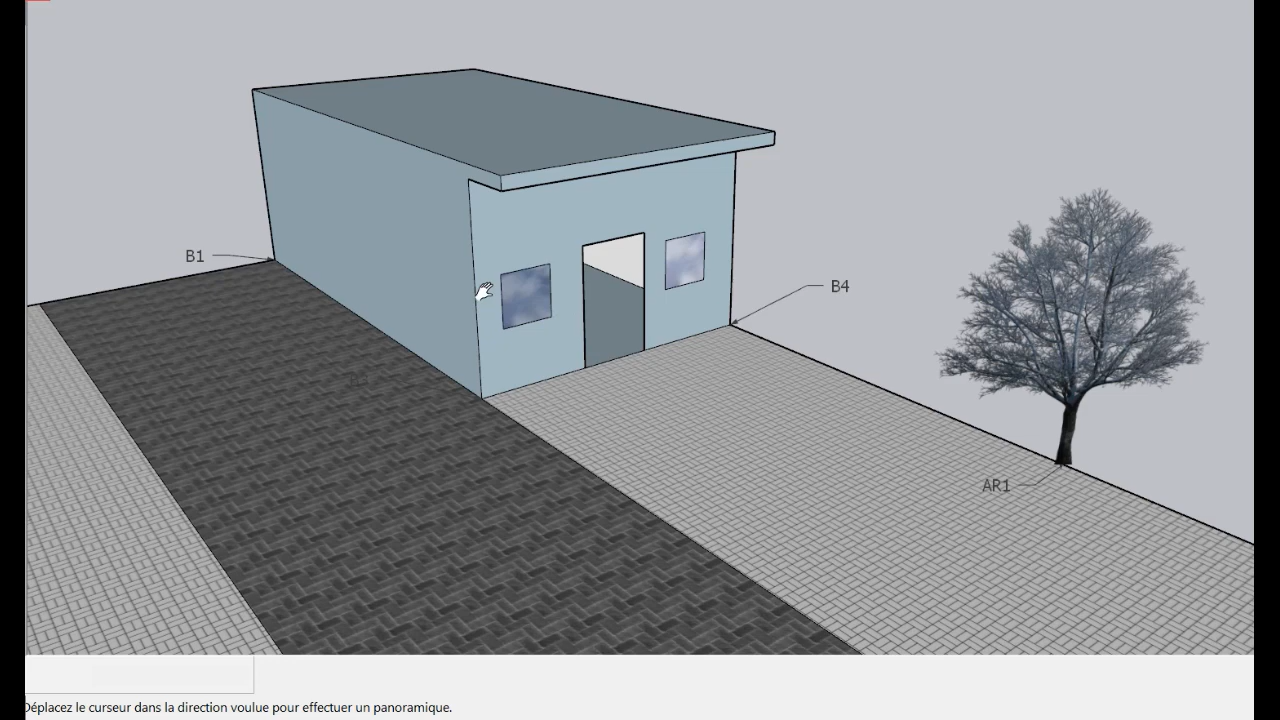 B1
B4
AR1
Déplacez le curseur dans la direction voulue pour effectuer un panoramique.